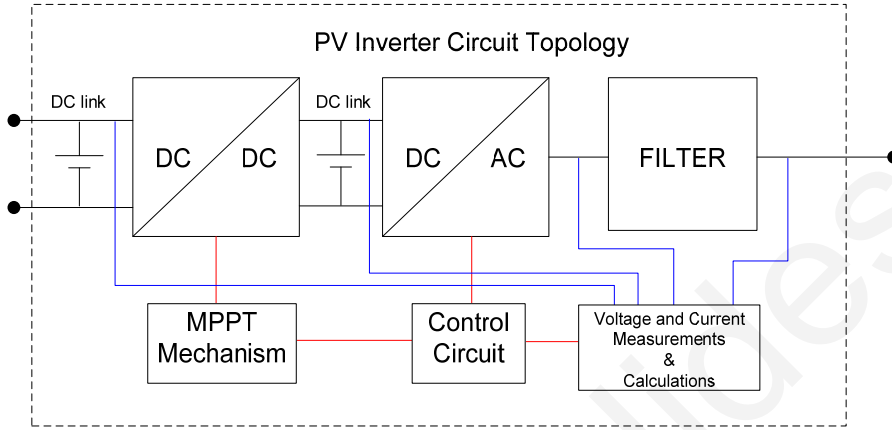 PV Inverter Circuit Topology
DC link
DC link
DC
DC
DC
AC
FILTER
MPPT
Mechanism
Control
Circuit
Voltage and Current
Measurements
&
Calculations